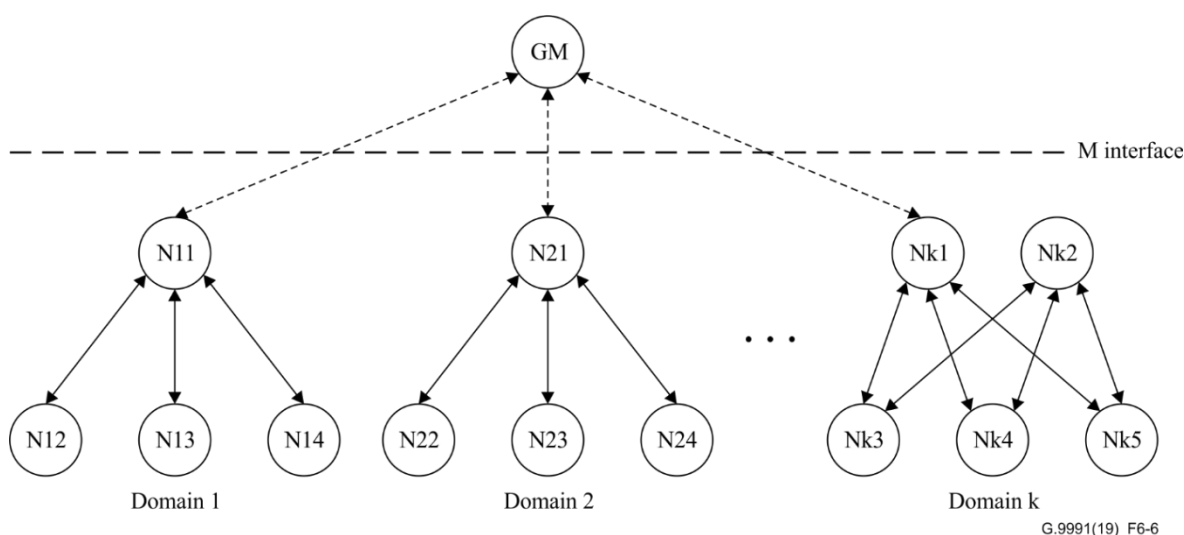 GM
M interface
N11 N21 Nk1 Nk2
. . .
N12 N13 N14 N22 N23 N24 Nk3 Nk4 Nk5
Domain 1 Domain 2 Domain k
G.9991(19)_F6-6